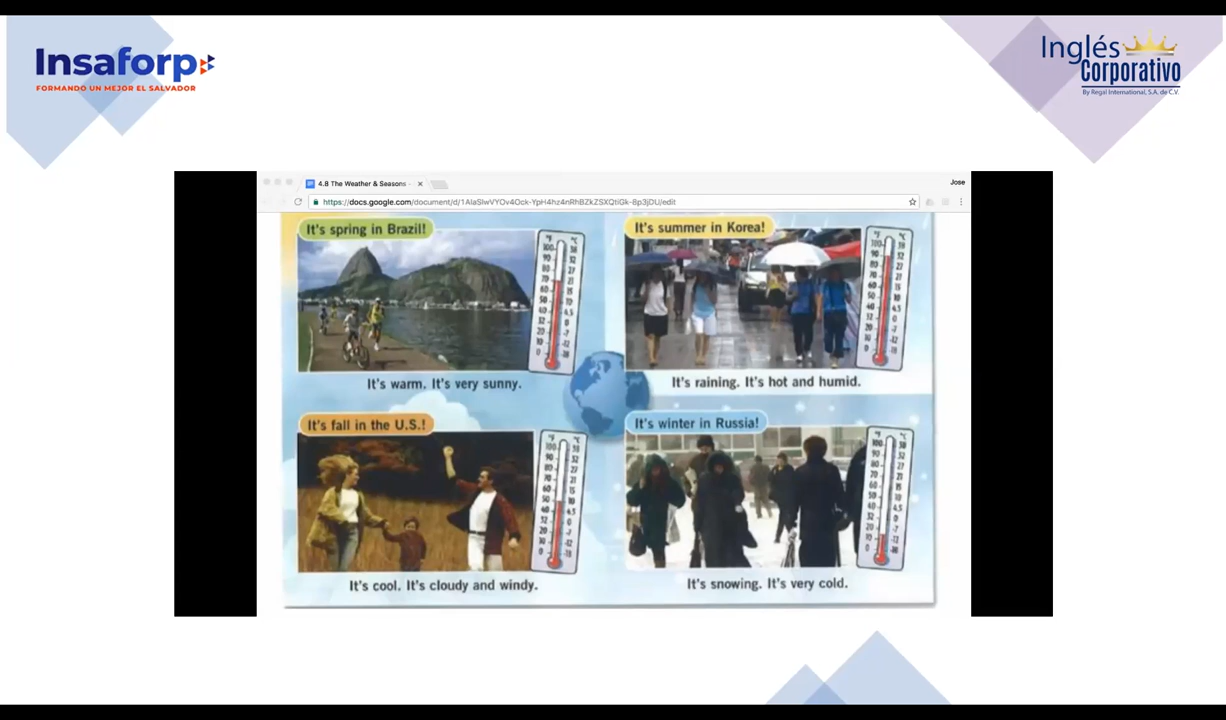 Insaforp
FORMANDO UN MEJOR EL SALVADOR
Inglés
Corporativo
By Regal International, S.A. de C.V.
4.8 The Weather & Seasons
Jose
It's spring in Brazil!
It's warm. It's very sunny.
It's summer in Korea!
It's raining. It's hot and humid.
It's fall in the U.S.!
It's cool. It's cloudy and windy.
It's winter in Russia!
It's snowing. It's very cold.